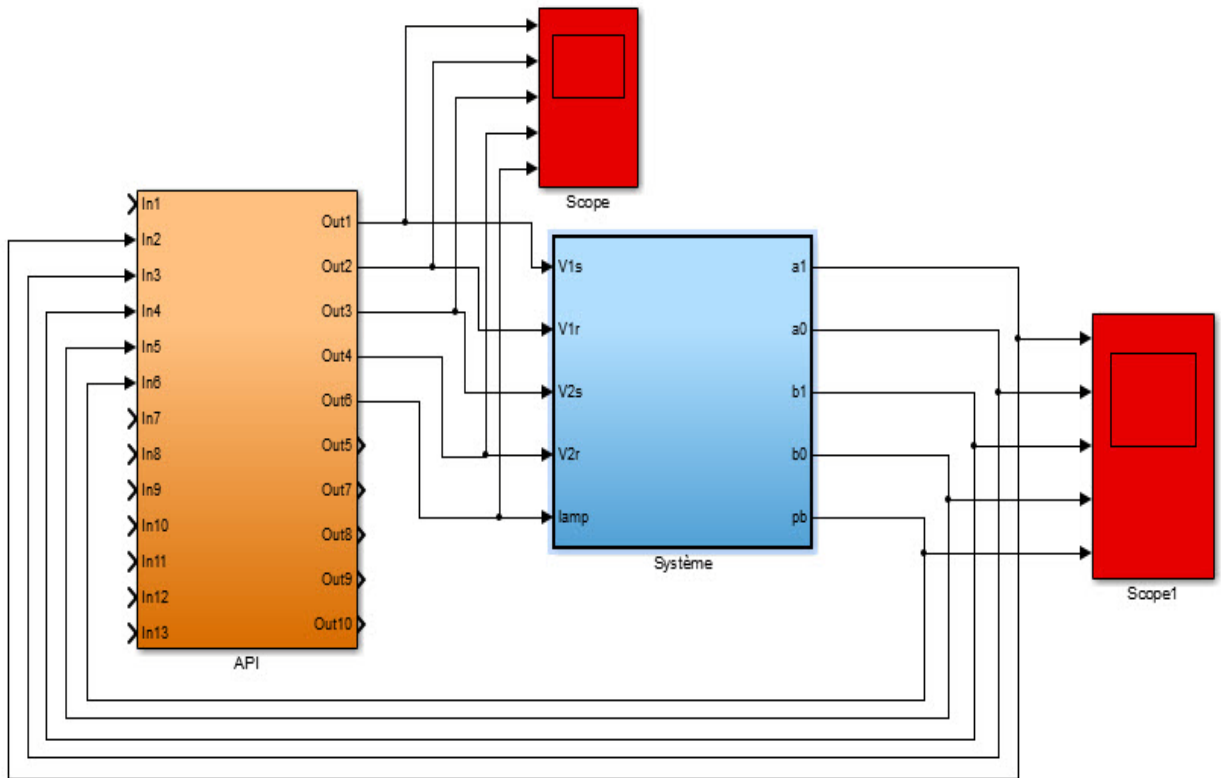 Scope
In1
In2
In3
In4
In5
In6
In7
In8
In9
In10
In11
In12
In13
Out1
Out2
Out3
Out4
Out6
Out5
Out7
Out8
Out9
Out10
API
V1s
V1r
V2s
V2r
lamp
a1
a0
b1
b0
pb
Système
Scope1